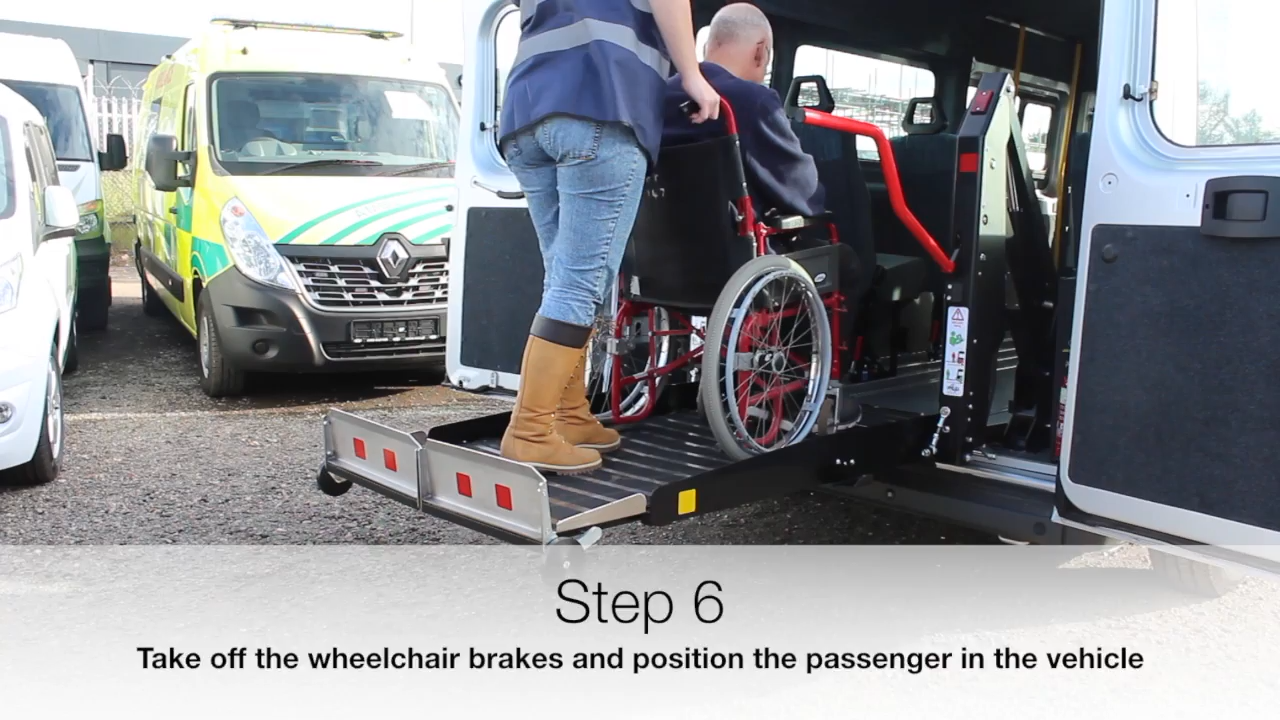 Step 6
Take off the wheelchair brakes and position the passenger in the vehicle